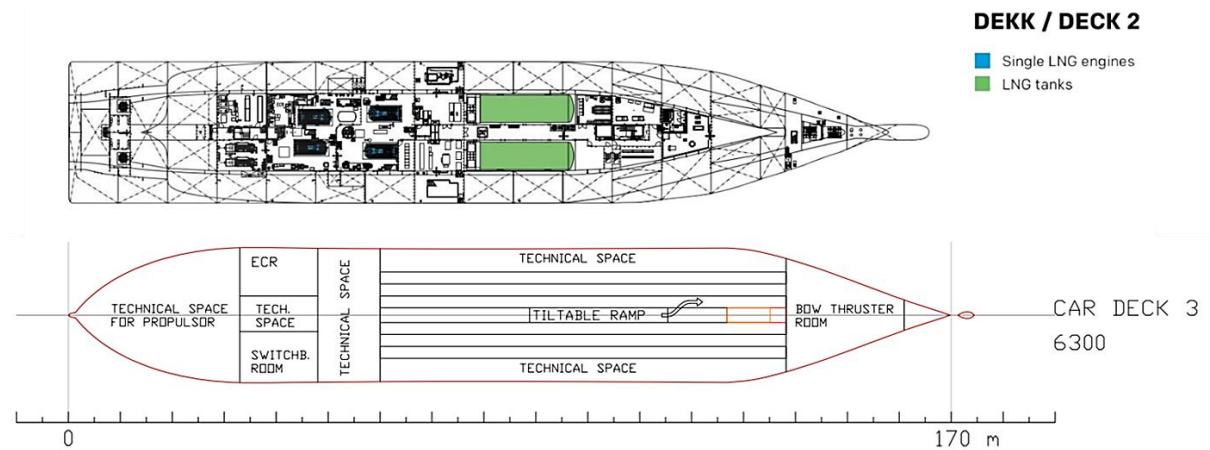 DEKK / DECK 2
Single LNG engines
LNG tanks
ECR
TECHNICAL SPACE
FOR PROPULSOR
TECH.
SPACE
SWITCHB.
ROOM
TECHNICAL SPACE
TECHNICAL SPACE
TILTABLE RAMP
TECHNICAL SPACE
BOW THRUSTER
ROOM
CAR DECK 3
6300
0
170 m